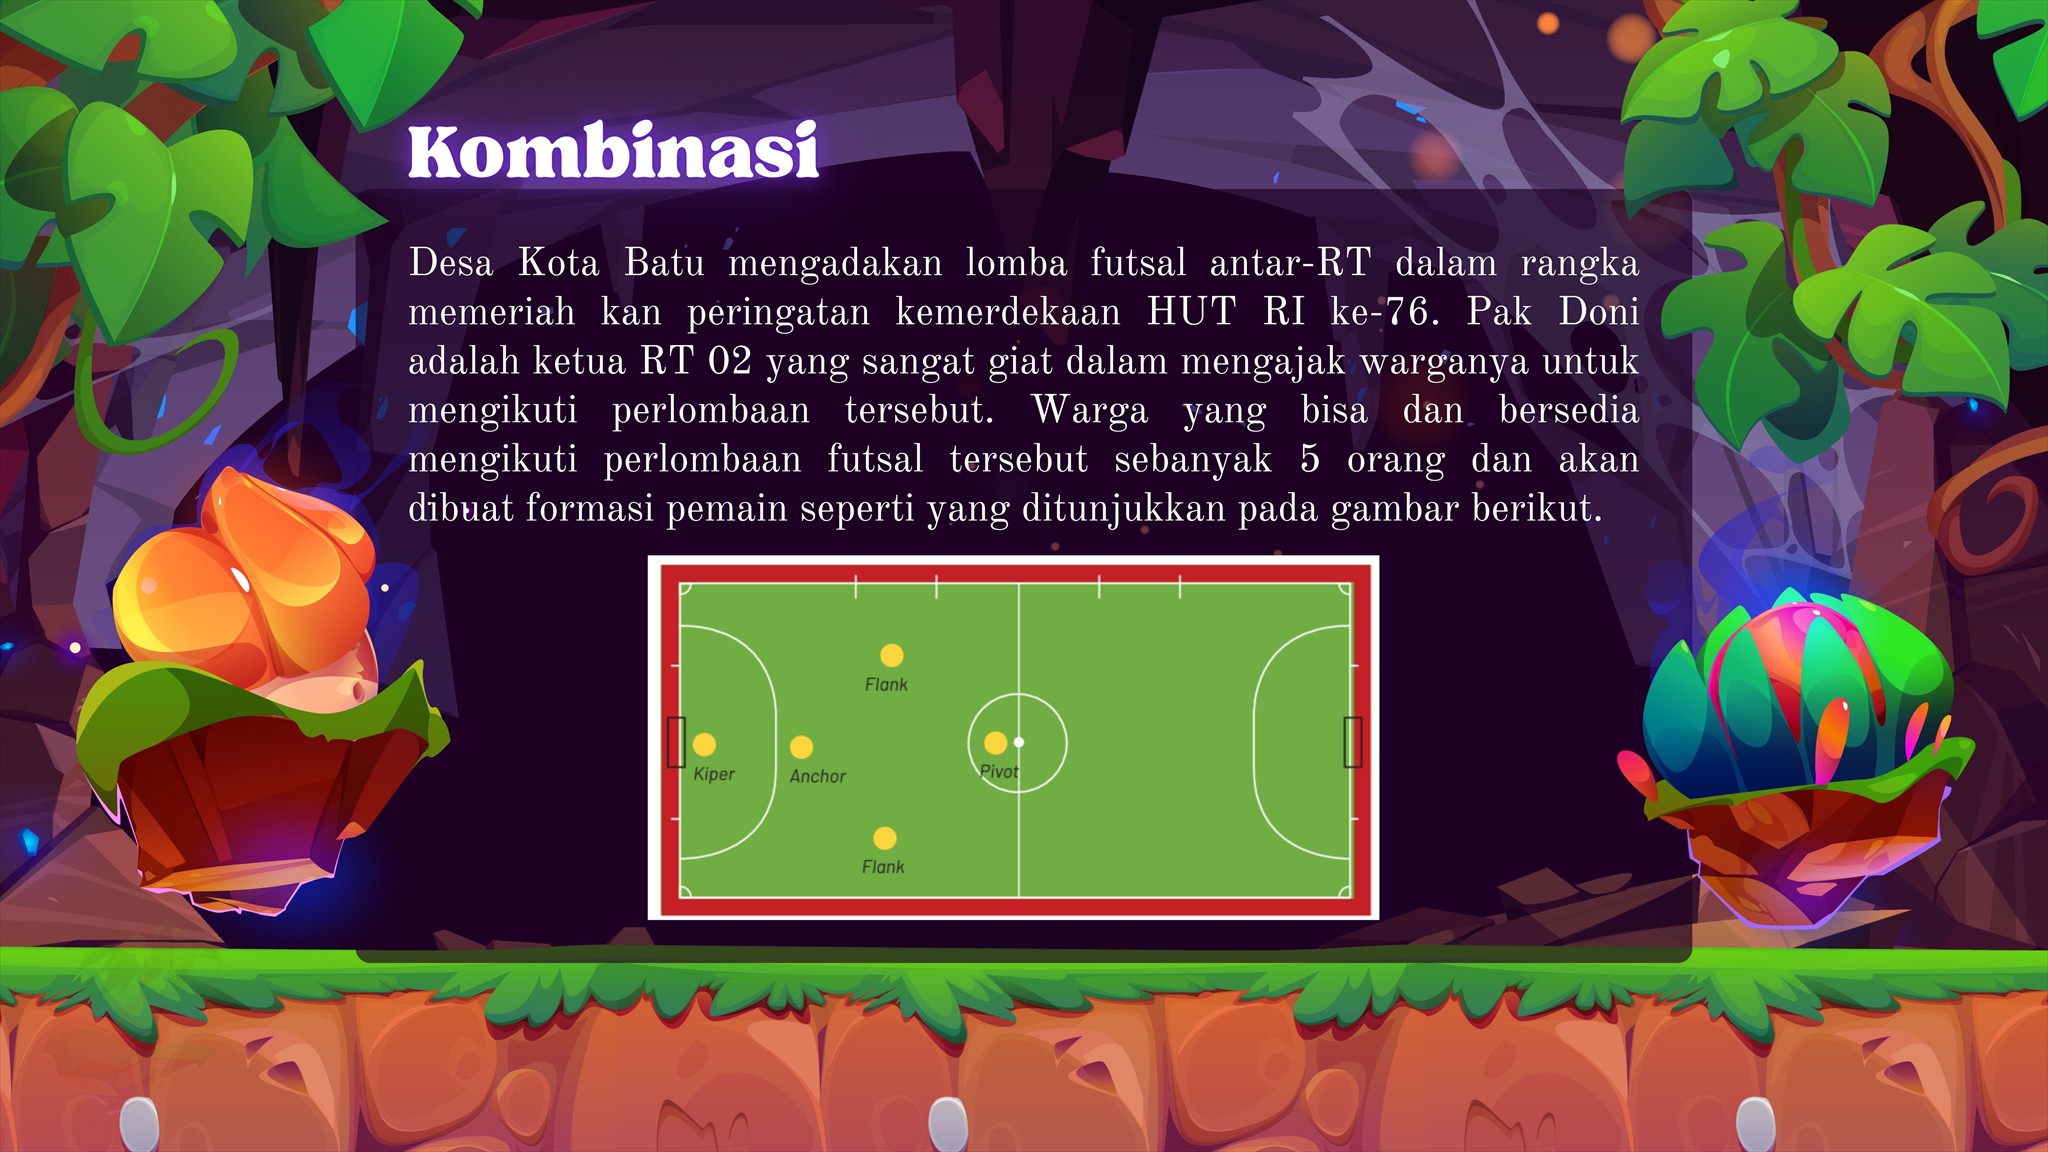 Kombinasi
Desa Kota Batu mengadakan lomba futsal antar-RT dalam rangka
memeriah kan peringatan kemerdekaan HUT RI ke-76. Pak Doni
adalah ketua RT 02 yang sangat giat dalam mengajak warganya untuk
mengikuti perlombaan tersebut. Warga yang bisa dan bersedia
mengikuti perlombaan futsal tersebut sebanyak 5 orang dan akan
dibuat formasi pemain seperti yang ditunjukkan pada gambar berikut.
Flank
Kiper
Anchor
Pivot
Flank